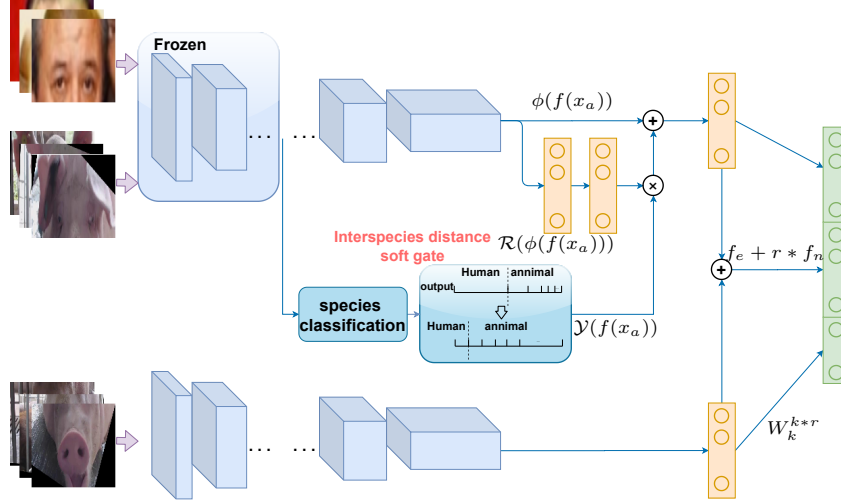 Frozen
... ...
ϕ(f(x_a))
R(ϕ(f(x_a)))
Interspecies distance
soft gate
Human annimal
output
Human annimal
species
classification
Y(f(x_a))
f_e + r * f_n
... ...
W_k^{k*r}